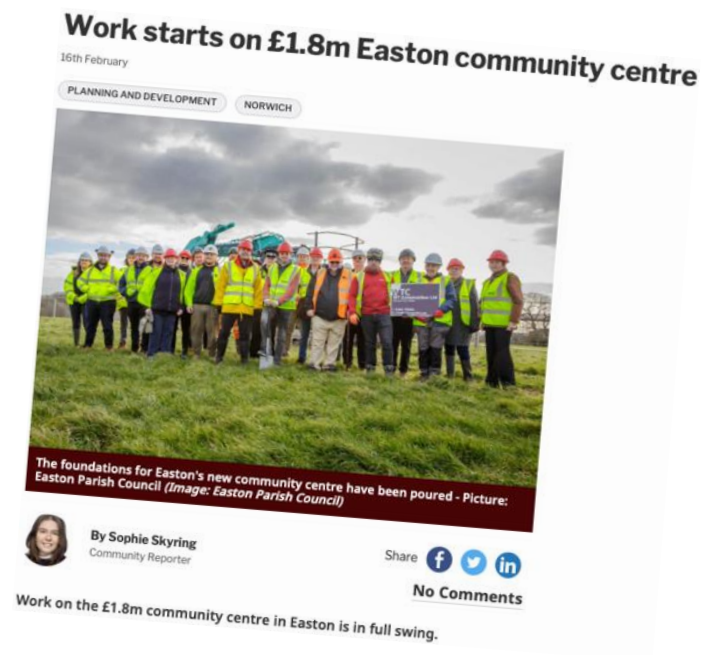 Work starts on £1.8m Easton community centre
16th February
PLANNING AND DEVELOPMENT
NORWICH
TC
The foundations for Easton's new community centre have been poured - Picture:
Easton Parish Council (Image: Easton Parish Council)
By Sophie Skyring
Community Reporter
Share
No Comments
Work on the £1.8m community centre in Easton is in full swing.